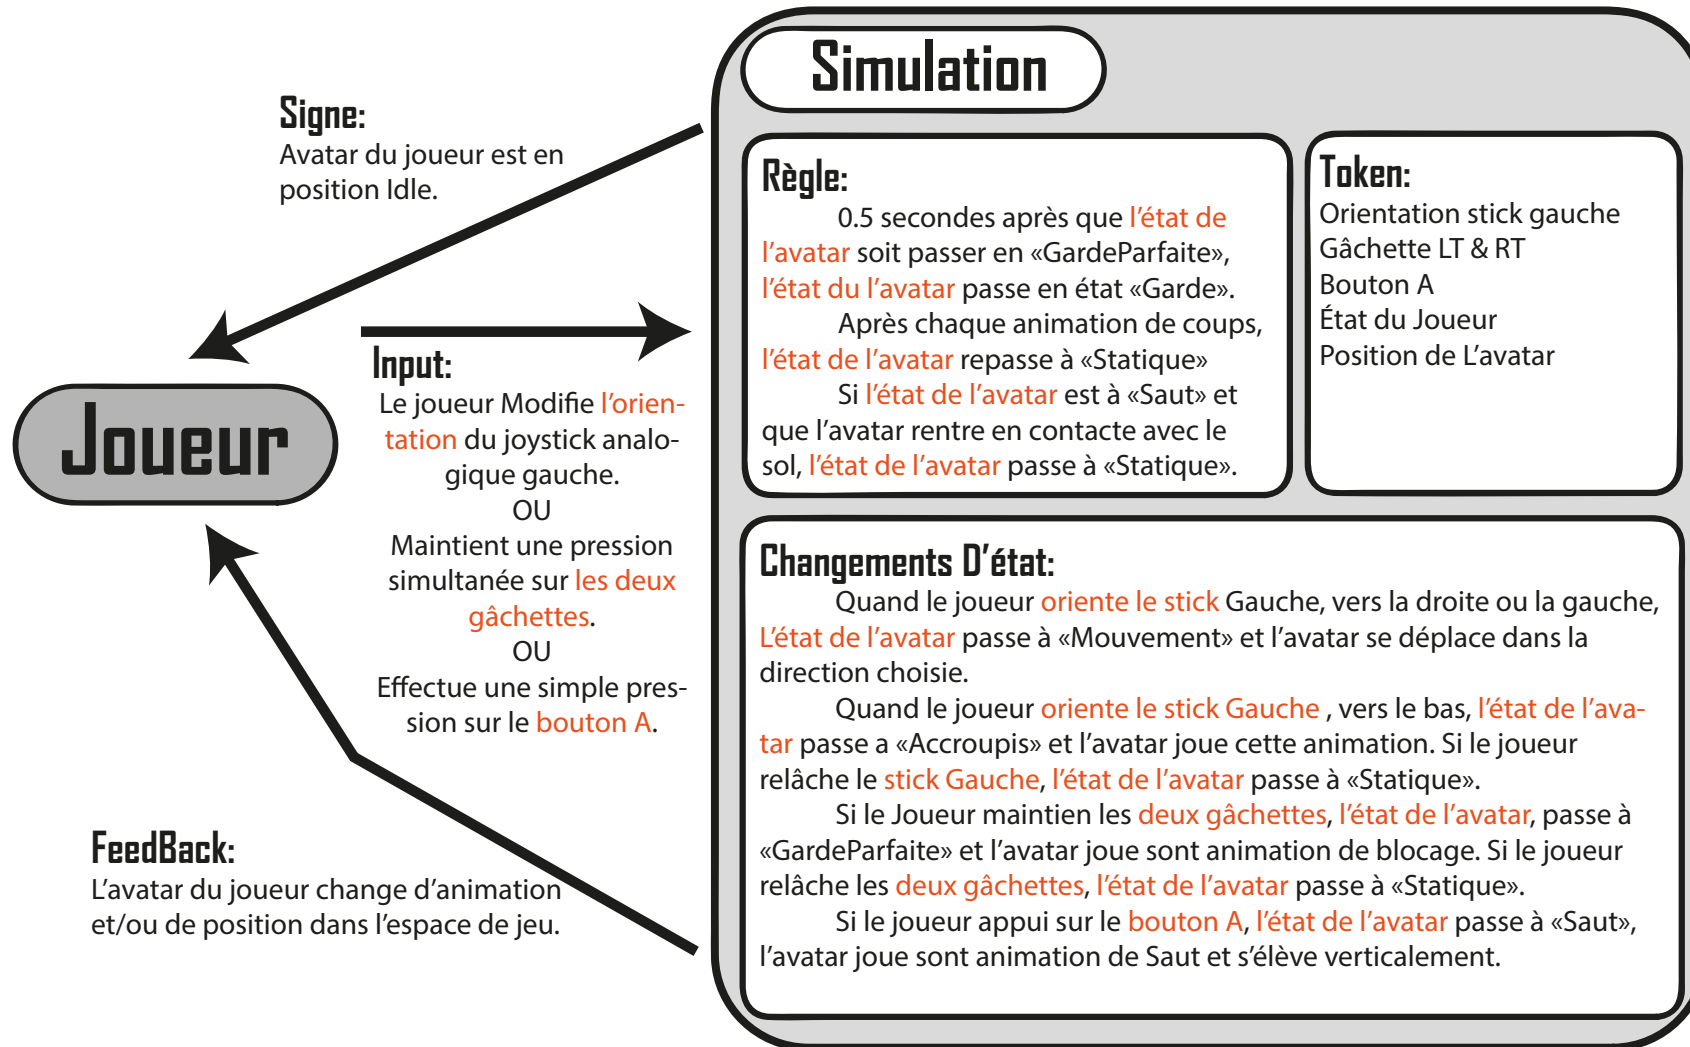 Simulation
Signe:
Avatar du joueur est en
position Idle.
Règle:
0.5 secondes après que l'état de
l'avatar soit passer en «GardeParfaite»,
l'état du l'avatar passe en état «Garde».
Après chaque animation de coups,
l'état de l'avatar repasse à «Statique»
Si l'état de l'avatar est à «Saut» et
que l'avatar rentre en contacte avec le
sol, l'état de l'avatar passe à «Statique».
Token:
Orientation stick gauche
Gâchette LT & RT
Bouton A
État du Joueur
Position de L'avatar
Joueur
Input:
Le joueur Modifie l'orien-
tation du joystick analo-
gique gauche.
OU
Maintient une pression
simultanée sur les deux
gâchettes.
OU
Effectue une simple pres-
sion sur le bouton A.
Changements D'état:
Quand le joueur oriente le stick Gauche, vers la droite ou la gauche,
L'état de l'avatar passe à «Mouvement» et l'avatar se déplace dans la
direction choisie.
Quand le joueur oriente le stick Gauche , vers le bas, l'état de l'ava-
tar passe a «Accroupis» et l'avatar joue cette animation. Si le joueur
relâche le stick Gauche, l'état de l'avatar passe à «Statique».
Si le Joueur maintien les deux gâchettes, l'état de l'avatar, passe à
«GardeParfaite» et l'avatar joue sont animation de blocage. Si le joueur
relâche les deux gâchettes, l'état de l'avatar passe à «Statique».
Si le joueur appui sur le bouton A, l'état de l'avatar passe à «Saut»,
l'avatar joue sont animation de Saut et s'élève verticalement.
FeedBack:
L'avatar du joueur change d'animation
et/ou de position dans l'espace de jeu.